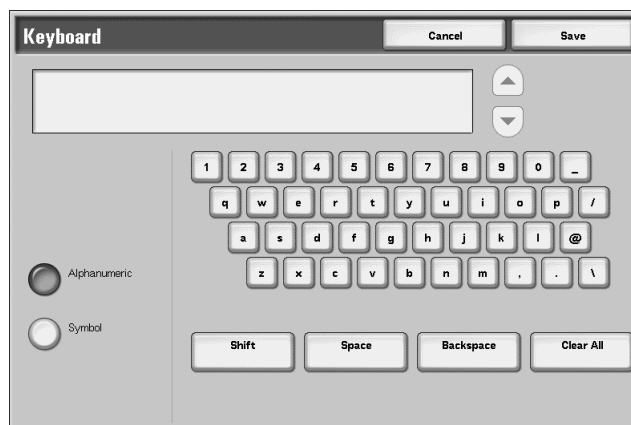 Keyboard Cancel Save
1 2 3 4 5 6 7 8 9 0 _
q w e r t y u i o p /
a s d f g h j k l @
z x c v b n m , . \
Alphanumeric
Symbol
Shift Space Backspace Clear All